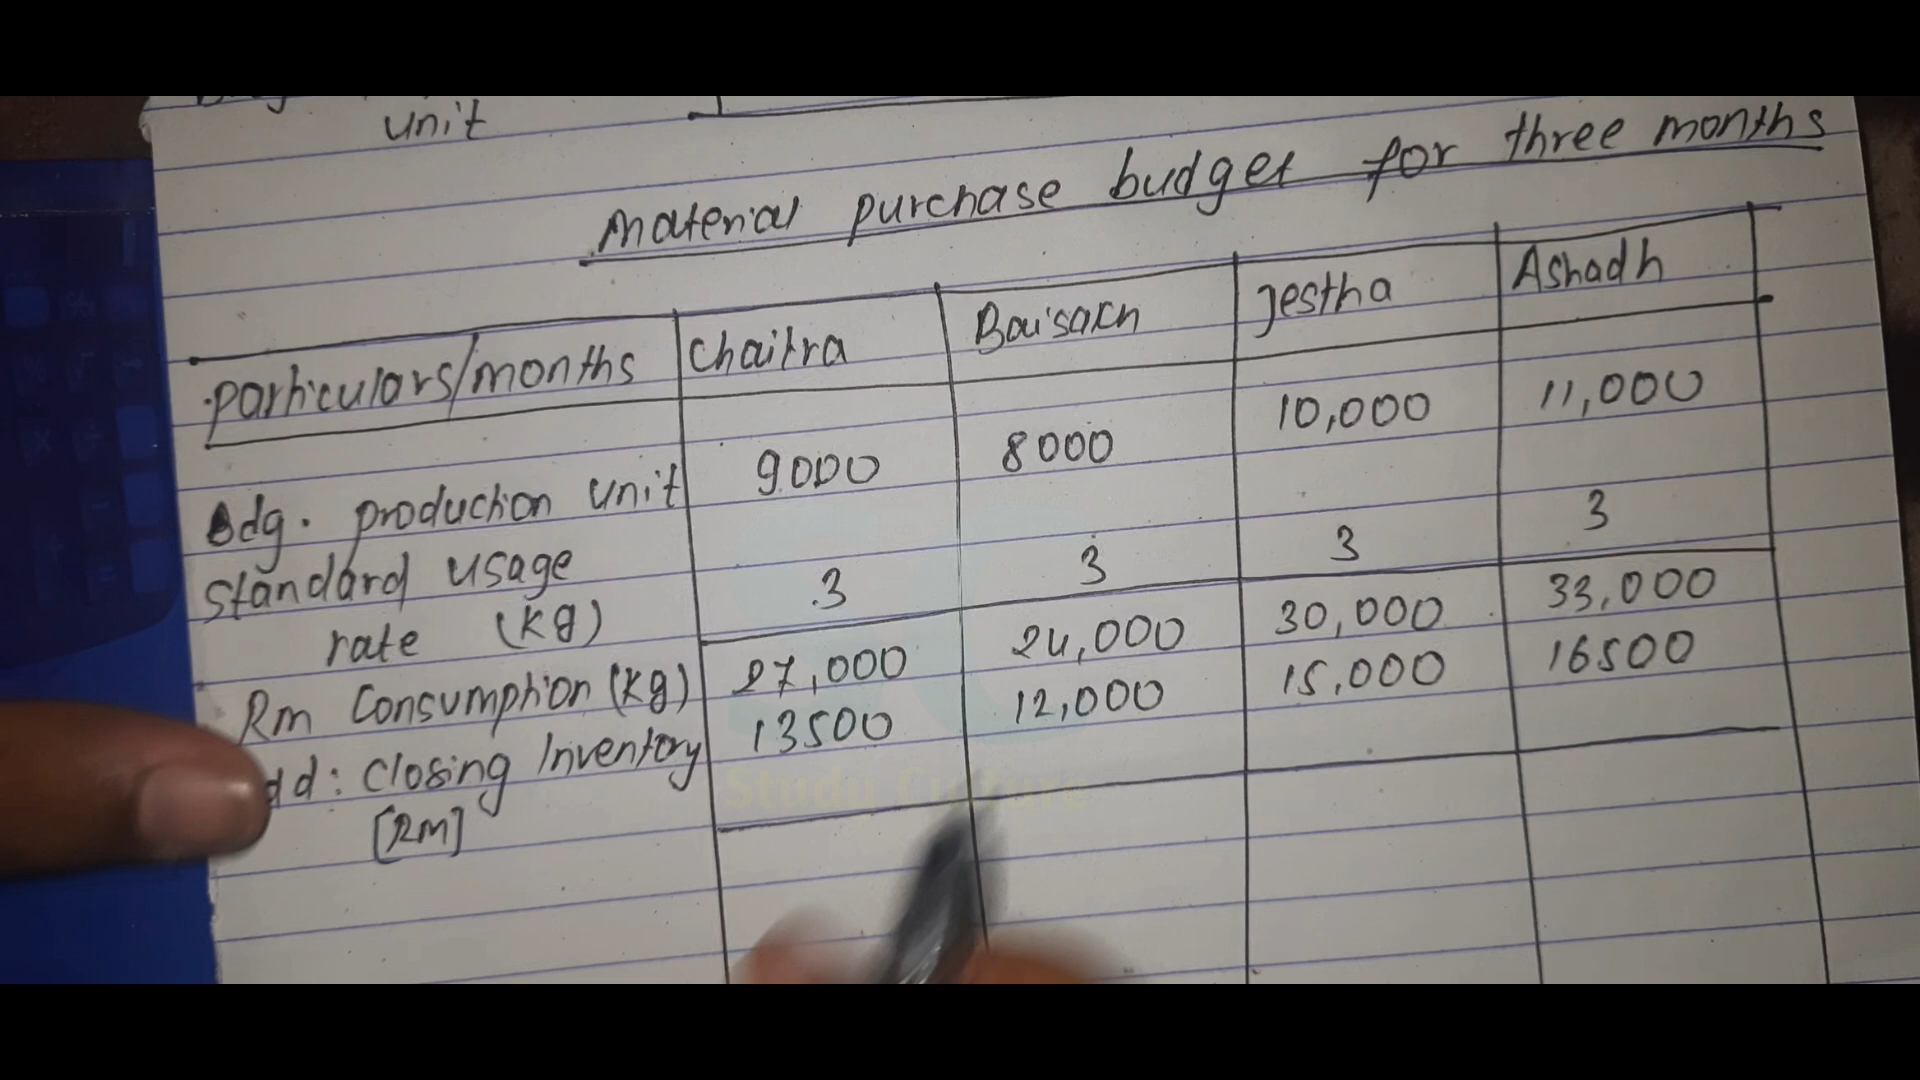 unit
Material purchase budget for three months
particulars/months Chaitra Baisakh Jestha Ashadh
Bdg. production unit 9000 8000 10,000 11,000
standard usage
rate (kg) 3 3 3 3
Rm Consumption (kg) 27,000 24,000 30,000 33,000
dd: Closing Inventory 13500 12,000 15,000 16500
[RM]
Study Culture